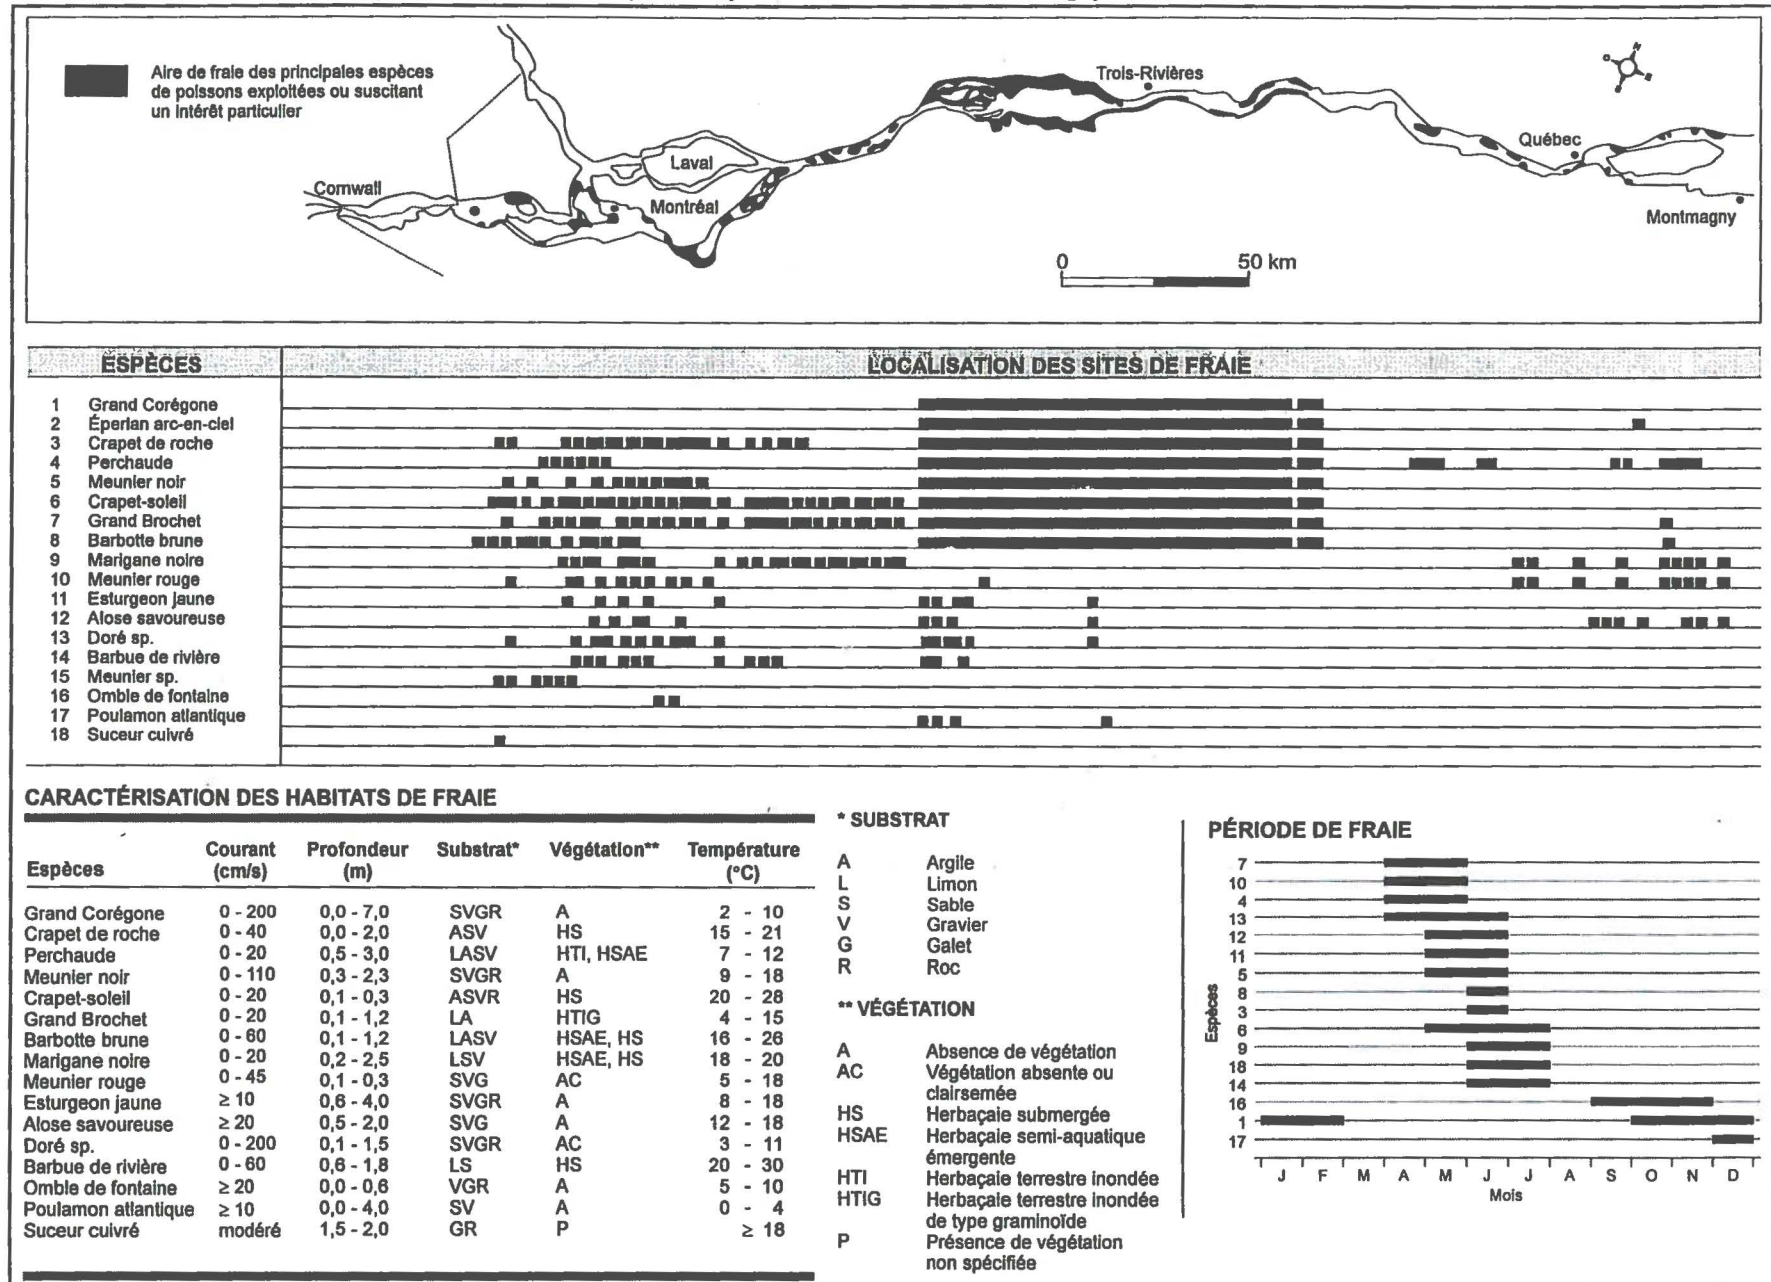 Aire de fraie des principales espèces
de poissons exploitées ou suscitant
un intérêt particulier
Cornwall
Laval
Montréal
Trois-Rivières
Québec
Montmagny
N
O
E
S
0 50 km
ESPÈCES LOCALISATION DES SITES DE FRAIE
1 Grand Corégone
2 Éperlan arc-en-ciel
3 Crapet de roche
4 Perchaude
5 Meunier noir
6 Crapet-soleil
7 Grand Brochet
8 Barbotte brune
9 Marigane noire
10 Meunier rouge
11 Esturgeon jaune
12 Alose savoureuse
13 Doré sp.
14 Barbue de rivière
15 Meunier sp.
16 Omble de fontaine
17 Poulamon atlantique
18 Suceur cuivré
CARACTÉRISATION DES HABITATS DE FRAIE
Espèces Courant (cm/s) Profondeur (m) Substrat* Végétation** Température (°C)
Grand Corégone 0 - 200 0,0 - 7,0 SVGR A 2 - 10
Crapet de roche 0 - 40 0,0 - 2,0 ASV HS 15 - 21
Perchaude 0 - 20 0,5 - 3,0 LASV HTI, HSAE 7 - 12
Meunier noir 0 - 110 0,3 - 2,3 SVGR A 9 - 18
Crapet-soleil 0 - 20 0,1 - 0,3 ASVR HS 20 - 28
Grand Brochet 0 - 20 0,1 - 1,2 LA HTIG 4 - 15
Barbotte brune 0 - 60 0,1 - 1,2 LASV HSAE, HS 16 - 26
Marigane noire 0 - 20 0,2 - 2,5 LSV HSAE, HS 18 - 20
Meunier rouge 0 - 45 0,1 - 0,3 SVG AC 5 - 18
Esturgeon jaune ≥ 10 0,6 - 4,0 SVGR A 8 - 18
Alose savoureuse ≥ 20 0,5 - 2,0 SVG A 12 - 18
Doré sp. 0 - 200 0,1 - 1,5 SVGR AC 3 - 11
Barbue de rivière 0 - 60 0,6 - 1,8 LS HS 20 - 30
Omble de fontaine ≥ 20 0,0 - 0,6 VGR A 5 - 10
Poulamon atlantique ≥ 10 0,0 - 4,0 SV A 0 - 4
Suceur cuivré modéré 1,5 - 2,0 GR P ≥ 18
* SUBSTRAT
A Argile
L Limon
S Sable
V Gravier
G Galet
R Roc
** VÉGÉTATION
A Absence de végétation
AC Végétation absente ou
clairsemée
HS Herbaçaie submergée
HSAE Herbaçaie semi-aquatique
émergente
HTI Herbaçaie terrestre inondée
HTIG Herbaçaie terrestre inondée
de type graminoïde
P Présence de végétation
non spécifiée
PÉRIODE DE FRAIE
Espèces
7
10
4
13
12
11
5
8
3
6
9
18
14
16
1
17
J F M A M J J A S O N D
Mois